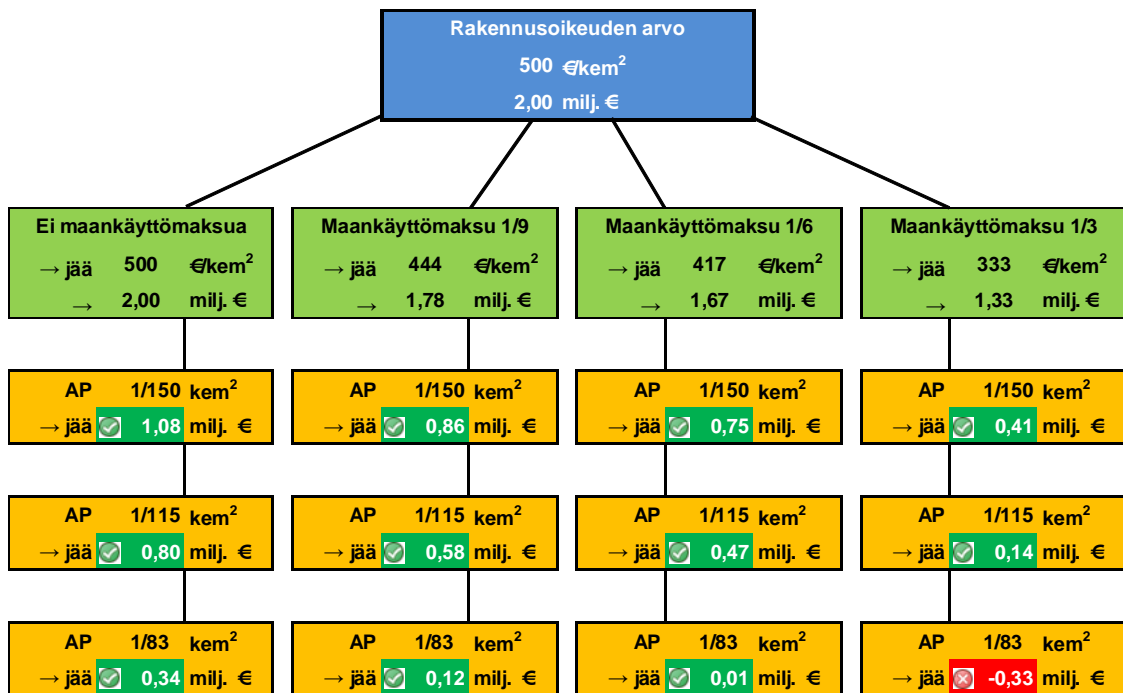 Rakennusoikeuden arvo
500 €/kem²
2,00 milj. €
Ei maankäyttömaksua
→ jää 500 €/kem²
→ 2,00 milj. €
Maankäyttömaksu 1/9
→ jää 444 €/kem²
→ 1,78 milj. €
Maankäyttömaksu 1/6
→ jää 417 €/kem²
→ 1,67 milj. €
Maankäyttömaksu 1/3
→ jää 333 €/kem²
→ 1,33 milj. €
AP 1/150 kem²
→ jää 1,08 milj. €
AP 1/150 kem²
→ jää 0,86 milj. €
AP 1/150 kem²
→ jää 0,75 milj. €
AP 1/150 kem²
→ jää 0,41 milj. €
AP 1/115 kem²
→ jää 0,80 milj. €
AP 1/115 kem²
→ jää 0,58 milj. €
AP 1/115 kem²
→ jää 0,47 milj. €
AP 1/115 kem²
→ jää 0,14 milj. €
AP 1/83 kem²
→ jää 0,34 milj. €
AP 1/83 kem²
→ jää 0,12 milj. €
AP 1/83 kem²
→ jää 0,01 milj. €
AP 1/83 kem²
→ jää -0,33 milj. €